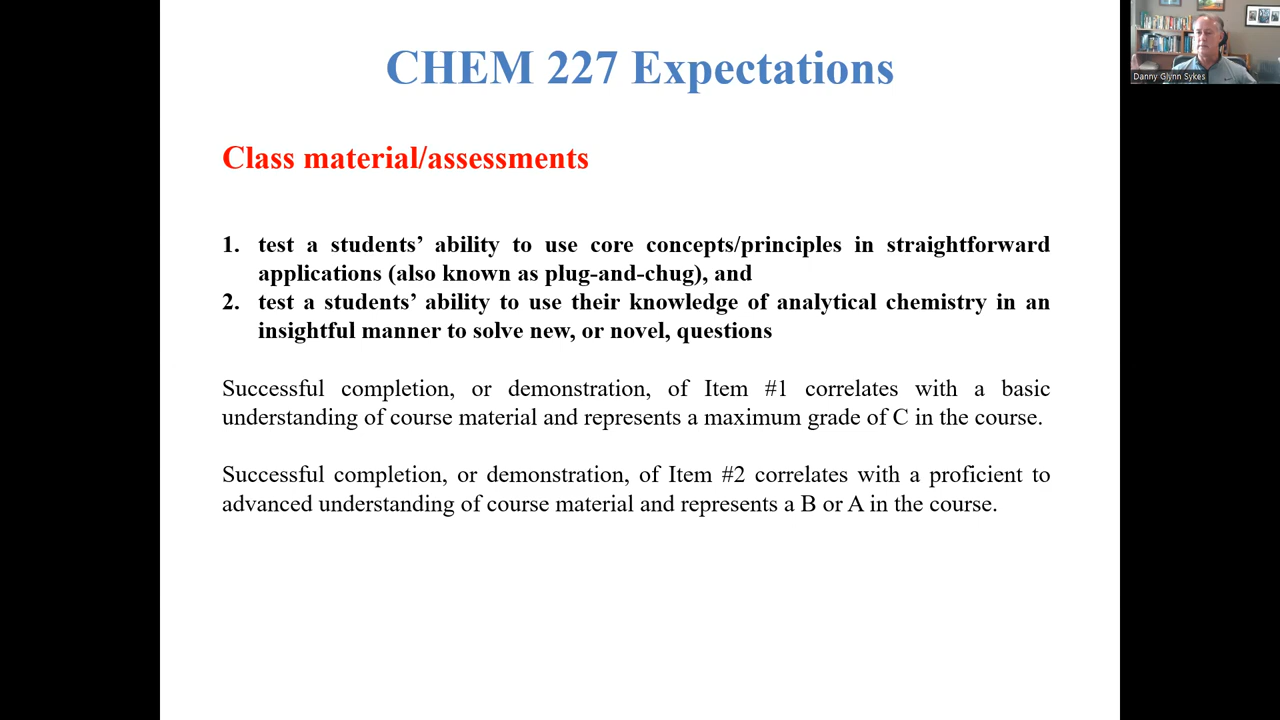 CHEM 227 Expectations
Danny Glynn Sykes
Class material/assessments
1. test a students’ ability to use core concepts/principles in straightforward
applications (also known as plug-and-chug), and
2. test a students’ ability to use their knowledge of analytical chemistry in an
insightful manner to solve new, or novel, questions
Successful completion, or demonstration, of Item #1 correlates with a basic
understanding of course material and represents a maximum grade of C in the course.
Successful completion, or demonstration, of Item #2 correlates with a proficient to
advanced understanding of course material and represents a B or A in the course.